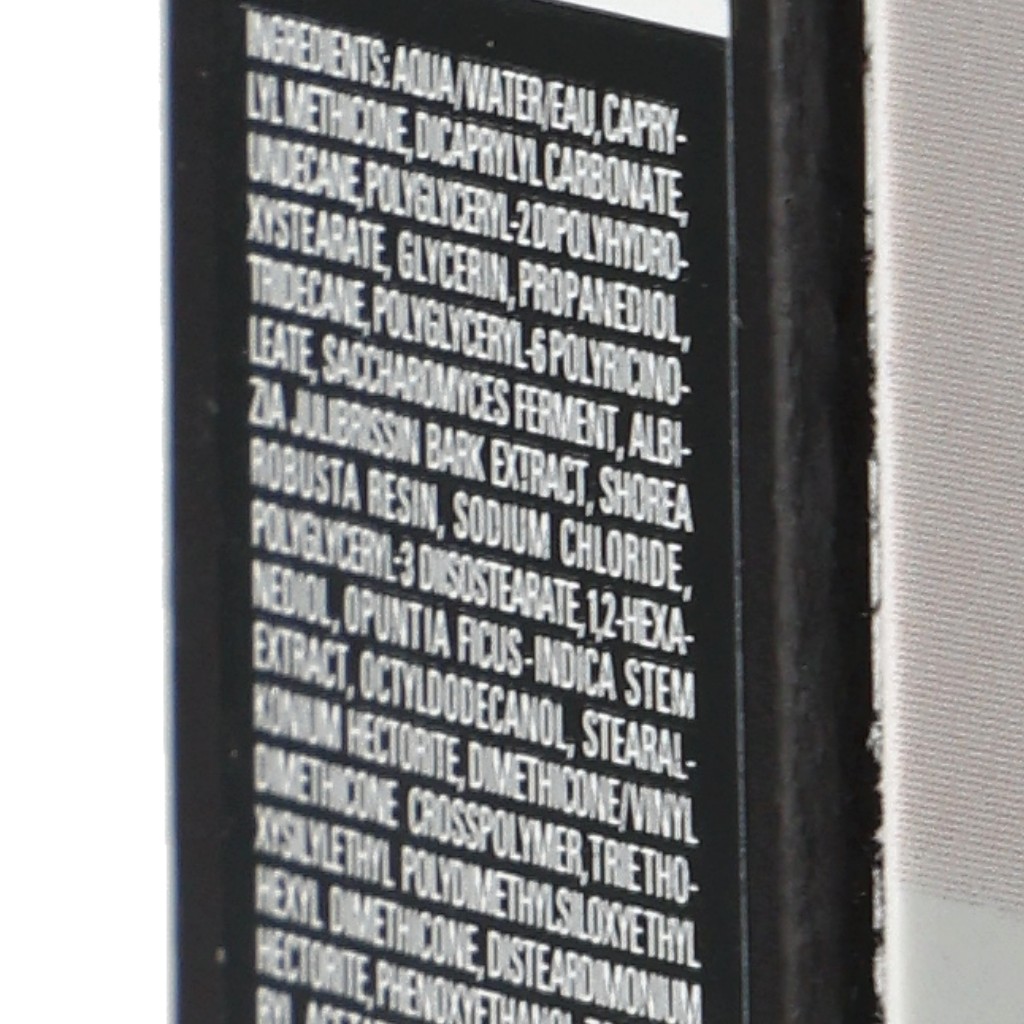 INGREDIENTS: AQUA/WATER/EAU, CAPRY-
LYL METHICONE, DICAPRYLYL CARBONATE,
UNDECANE, POLYGLYCERYL-2 DIPOLYHYDRO-
XYSTEARATE, GLYCERIN, PROPANEDIOL,
TRIDECANE, POLYGLYCERYL-6 POLYRICINO-
LEATE, SACCHAROMYCES FERMENT, ALBI-
ZIA JULIBRISSIN BARK EXTRACT, SHOREA
ROBUSTA RESIN, SODIUM CHLORIDE,
POLYGLYCERYL-3 DIISOSTEARATE, 1,2-HEXA-
NEDIOL, OPUNTIA FICUS-INDICA STEM
EXTRACT, OCTYLDODECANOL, STEARAL-
KONIUM HECTORITE, DIMETHICONE/VINYL
DIMETHICONE CROSSPOLYMER, TRIETHO-
XYSILYLETHYL POLYDIMETHYLSILOXYETHYL
HEXYL DIMETHICONE, DISTEARDIMONIUM
HECTORITE, PHENOXYETHANOL,